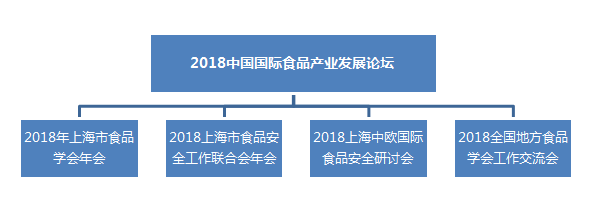 2018中国国际食品产业发展论坛
2018年上海市食品
学会年会
2018上海市食品安
全工作联合会年会
2018上海中欧国际
食品安全研讨会
2018全国地方食品
学会工作交流会